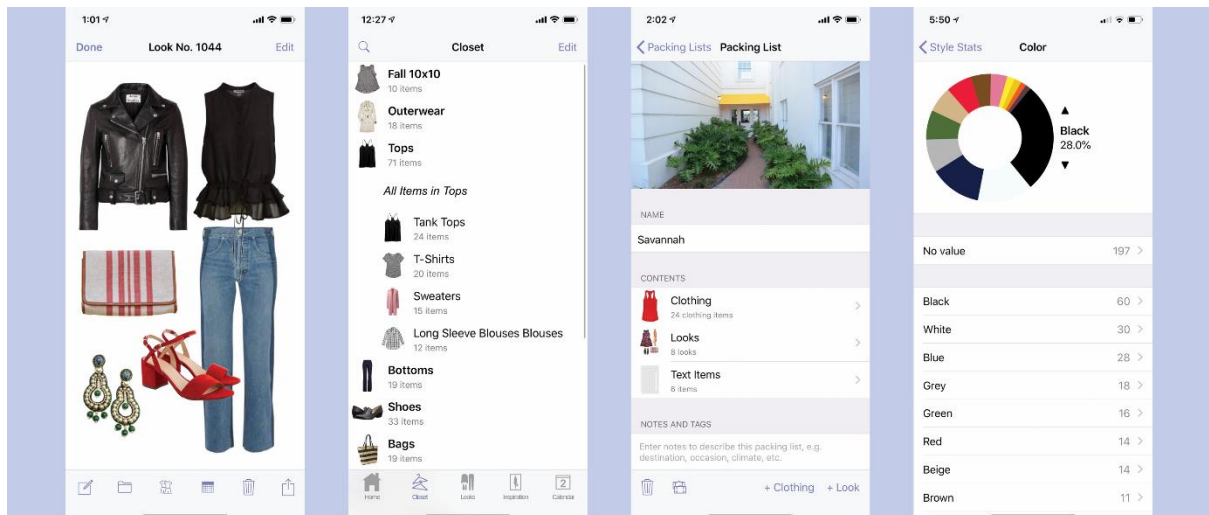 1:01
Done
Look No. 1044
Edit
12:27
Closet
Edit
Fall 10x10
10 items
Outerwear
18 items
Tops
71 items
All Items in Tops
Tank Tops
24 items
T-Shirts
20 items
Sweaters
15 items
Long Sleeve Blouses Blouses
12 items
Bottoms
19 items
Shoes
33 items
Bags
19 items
Home
Closet
Looks
Inspiration
2
Calendar
2:02
Packing Lists
Packing List
NAME
Savannah
CONTENTS
Clothing
24 clothing items
Looks
8 looks
Text Items
6 items
NOTES AND TAGS
Enter notes to describe this packing list, e.g.
destination, occasion, climate, etc.
+ Clothing
+ Look
5:50
Style Stats
Color
Black
28.0%
No value 197
Black 60
White 30
Blue 28
Grey 18
Green 16
Red 14
Beige 14
Brown 11